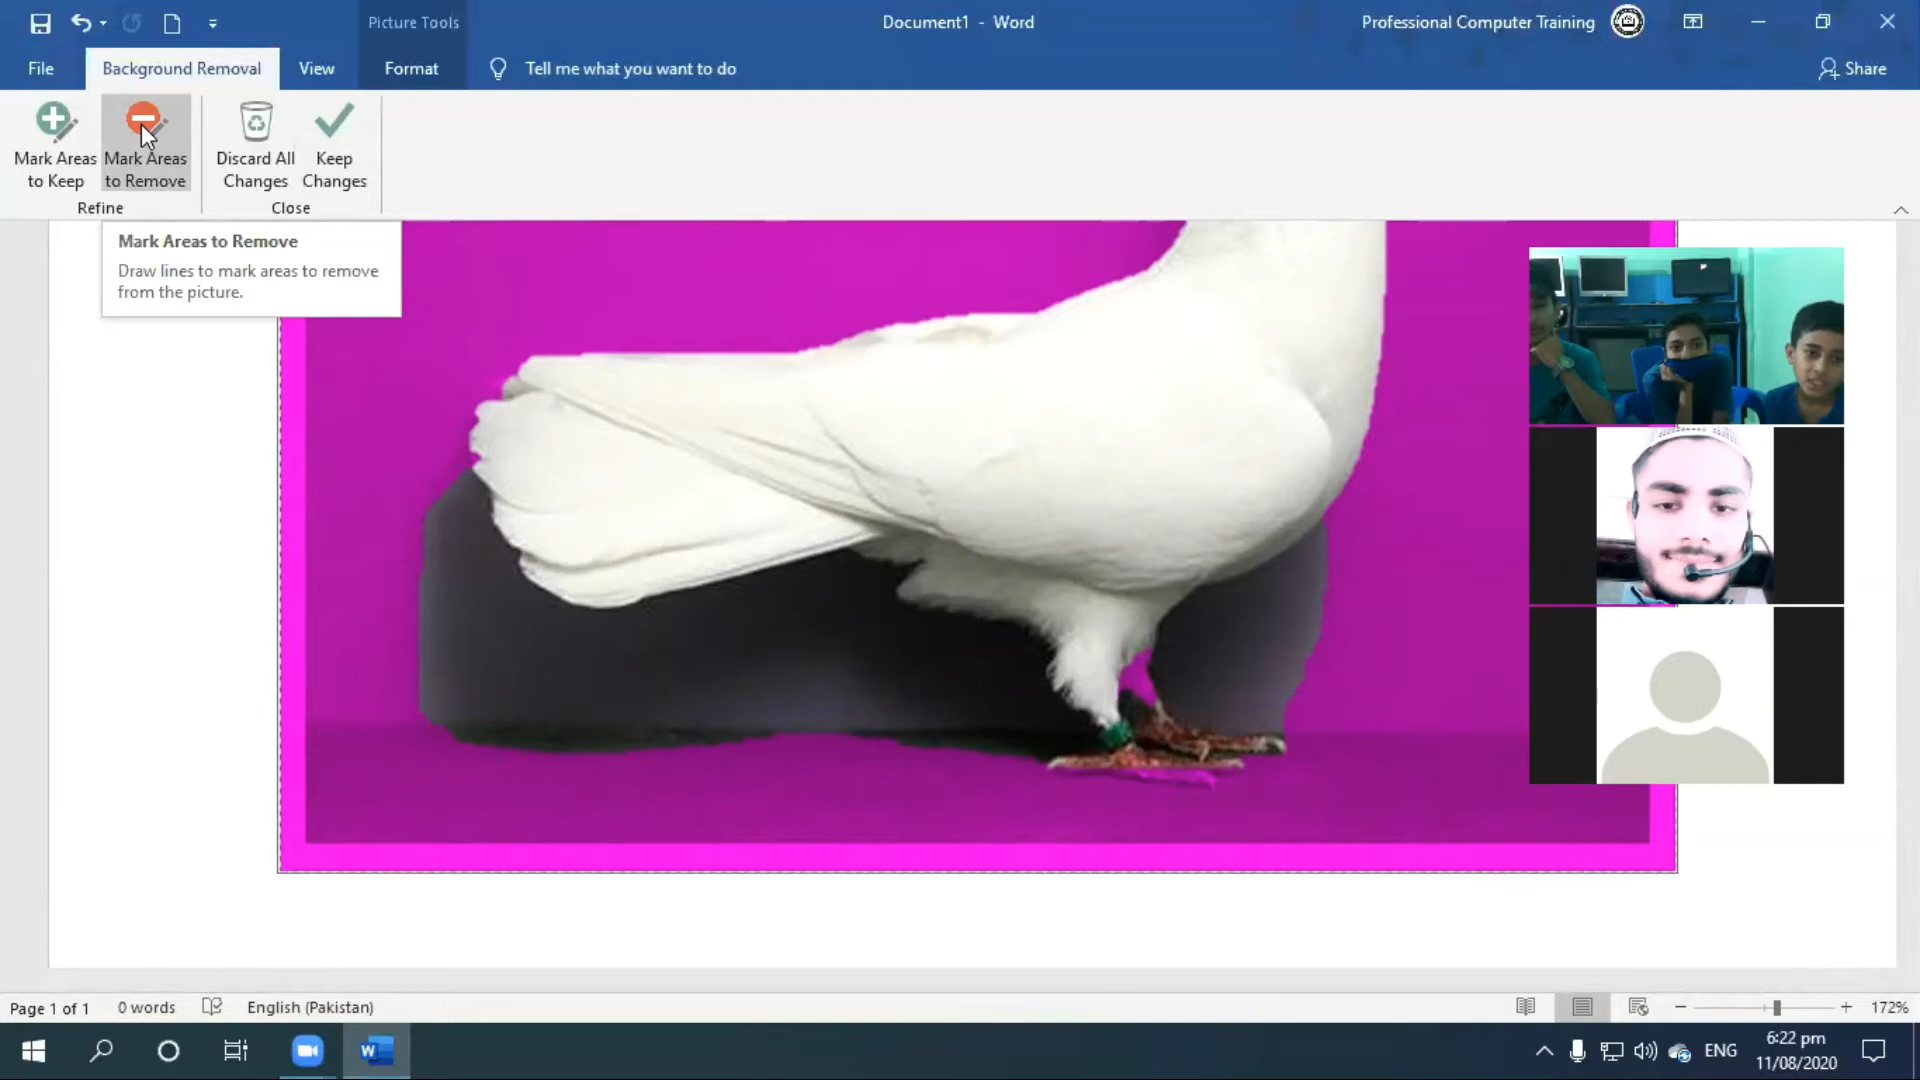 Picture Tools
Document1 - Word
Professional Computer Training
File
Background Removal
View
Format
Tell me what you want to do
Share
Mark Areas
to Keep
Mark Areas
to Remove
Discard All
Changes
Keep
Changes
Refine
Close
Mark Areas to Remove
Draw lines to mark areas to remove
from the picture.
Page 1 of 1
0 words
English (Pakistan)
172%
ENG
6:22 pm
11/08/2020